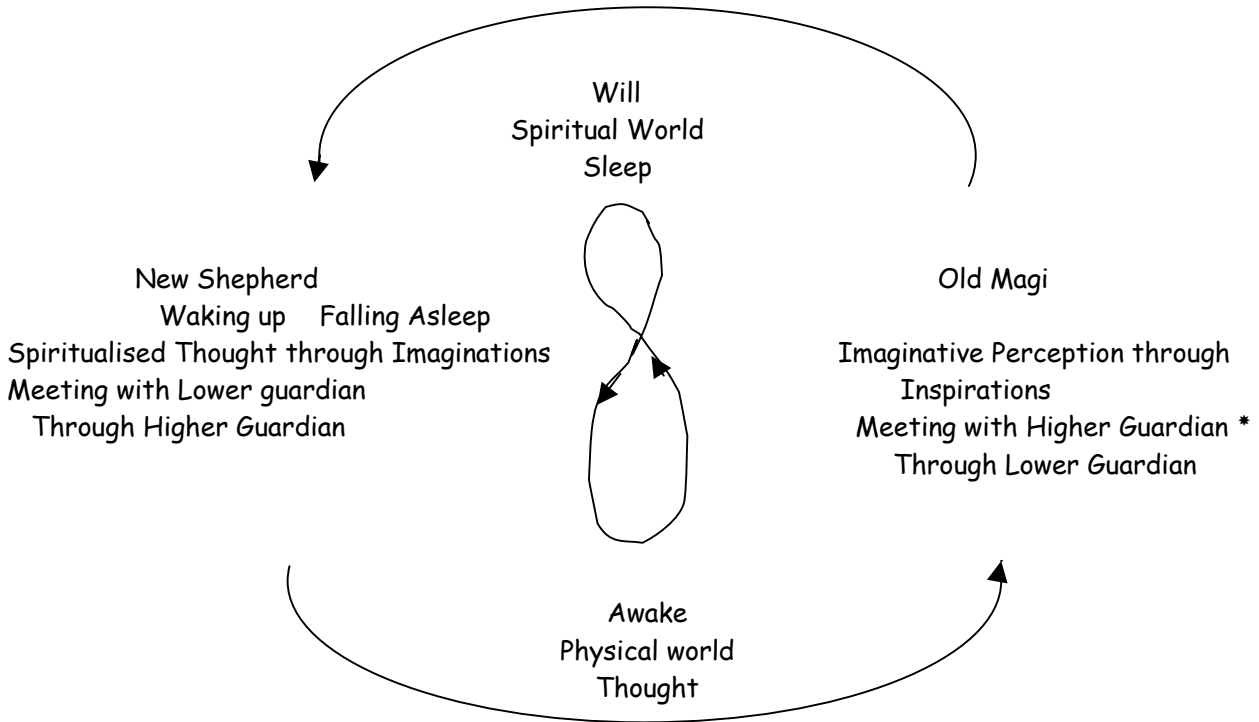 Will
Spiritual World
Sleep
New Shepherd
Waking up Falling Asleep
Spiritualised Thought through Imaginations
Meeting with Lower guardian
Through Higher Guardian
Old Magi
Imaginative Perception through
Inspirations
Meeting with Higher Guardian *
Through Lower Guardian
Awake
Physical world
Thought